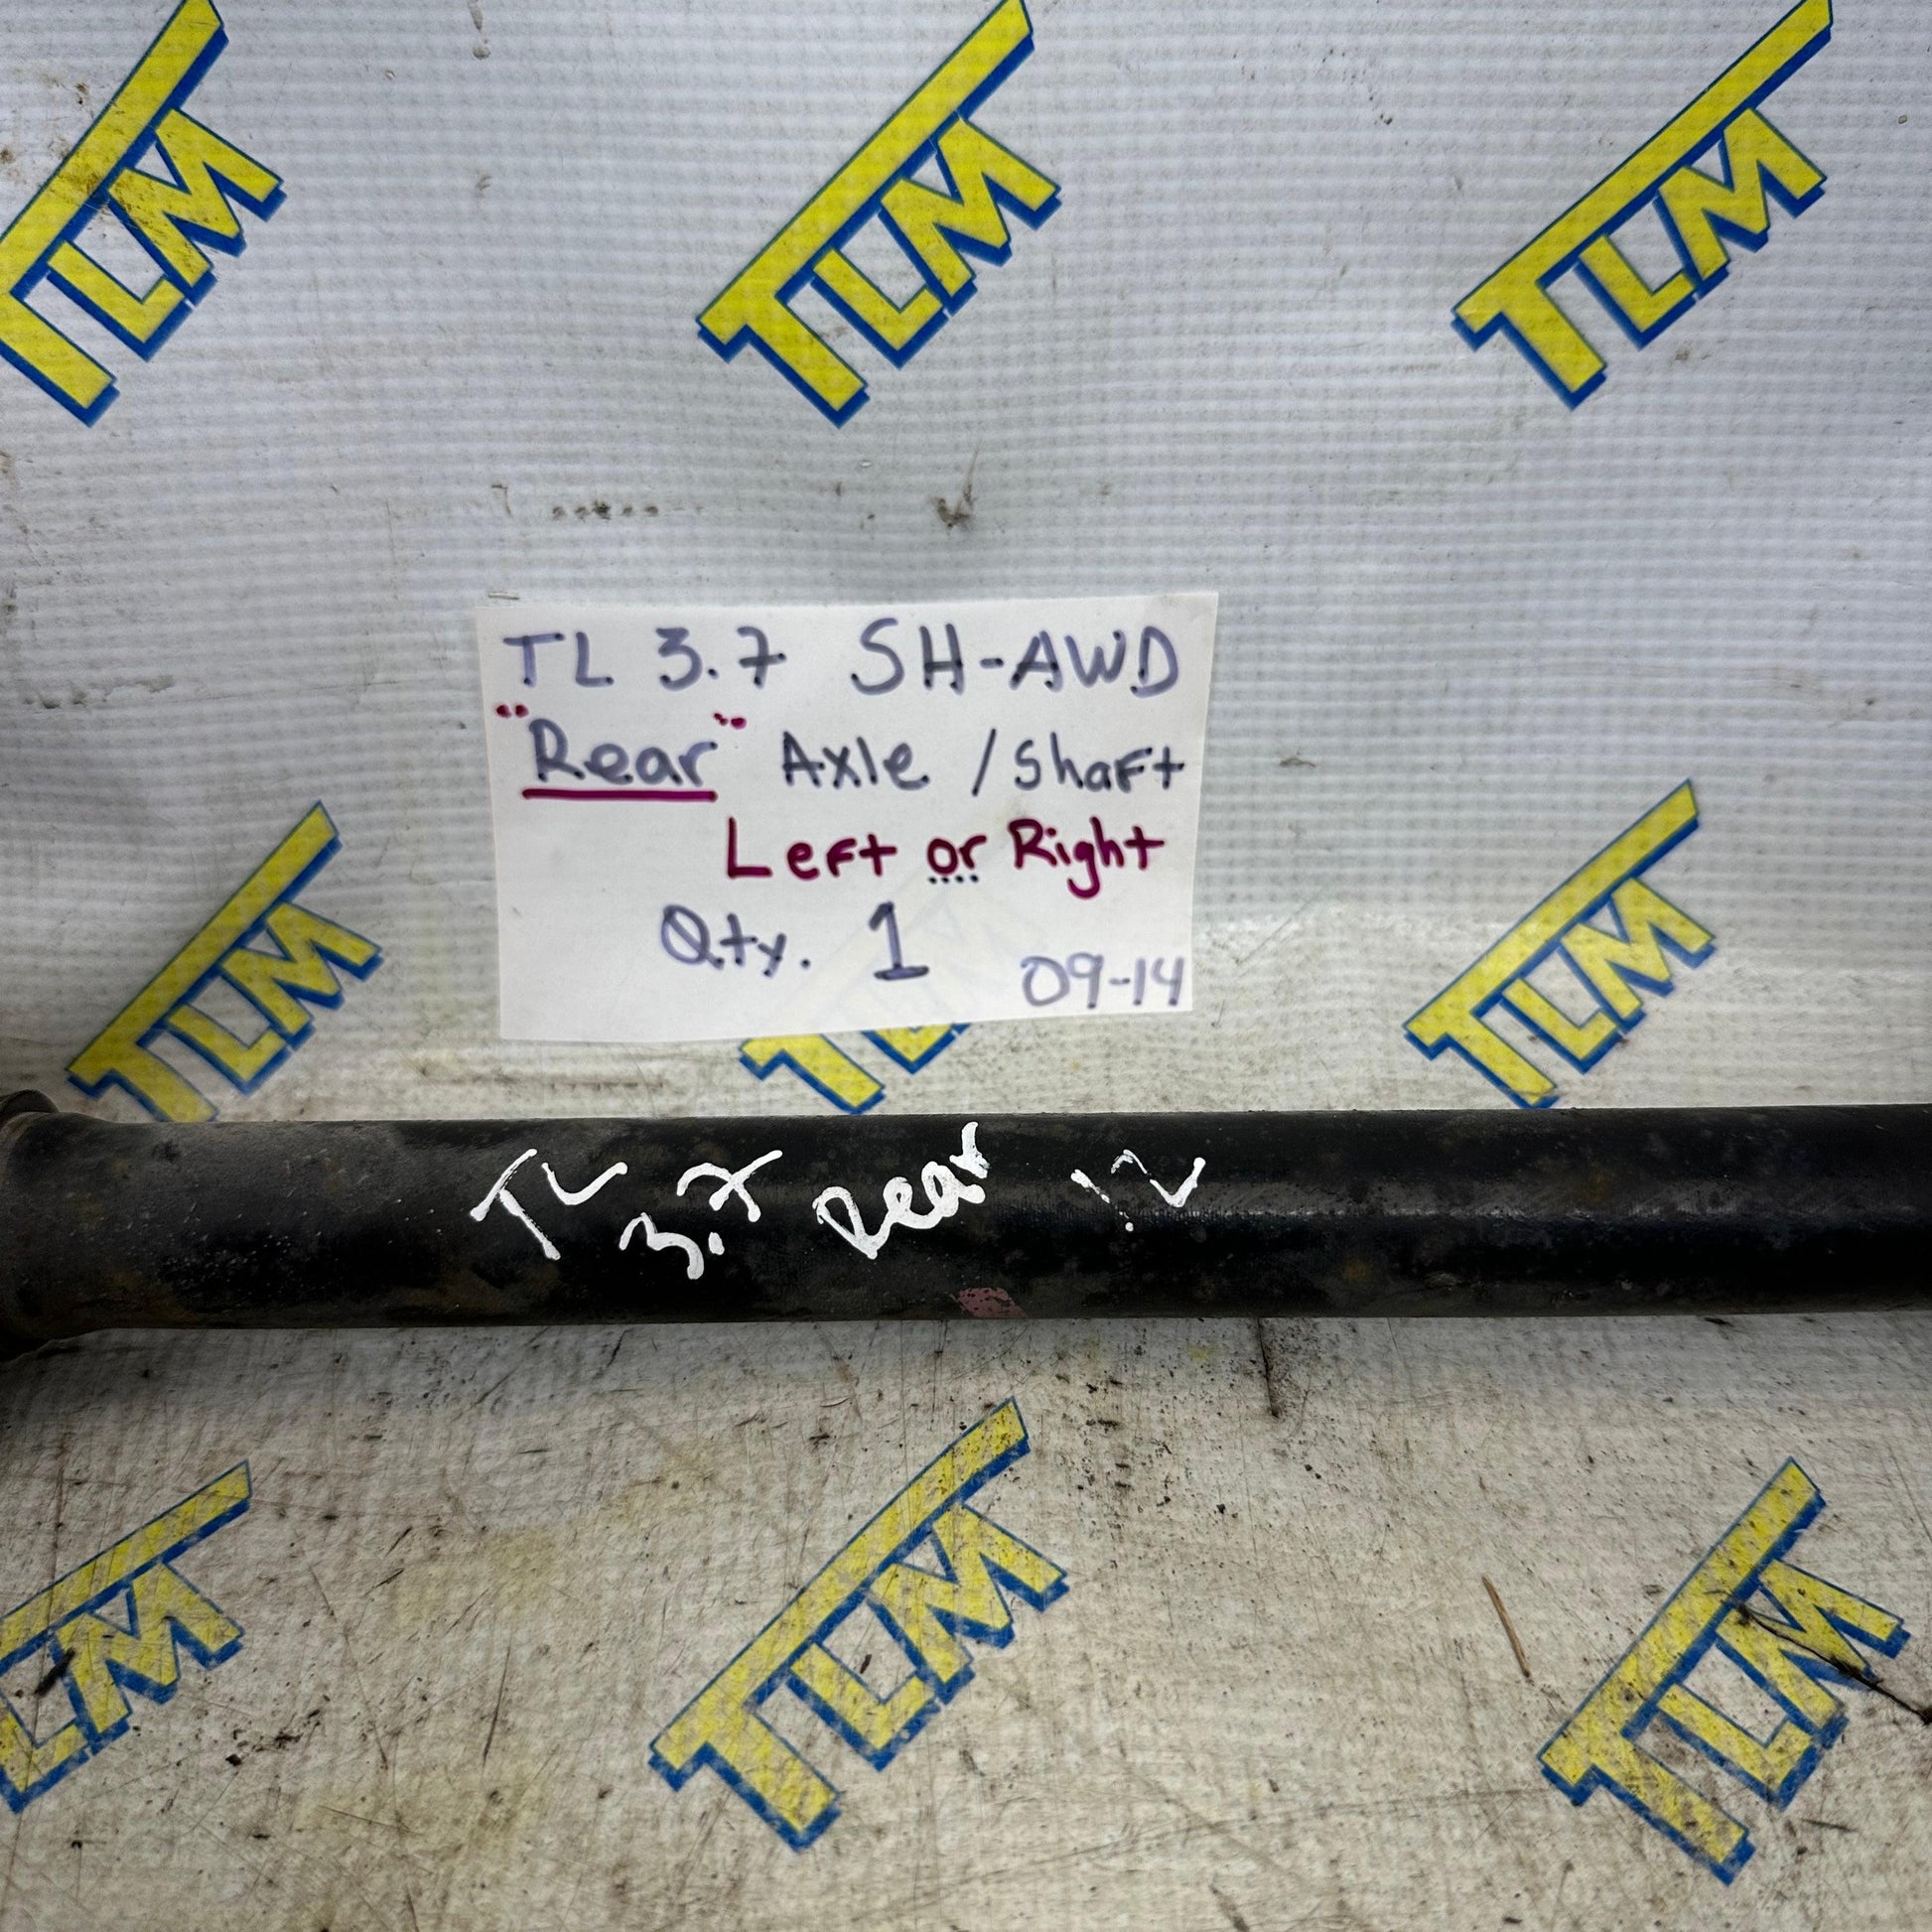 TLM
TLM
TLM
TL 3.7 SH-AWD
"Rear" Axle / Shaft
Left or Right
Qty. 1
09-14
TLM
TLM
TLM
TL 3.7 Rear 12
TLM
TLM
TLM